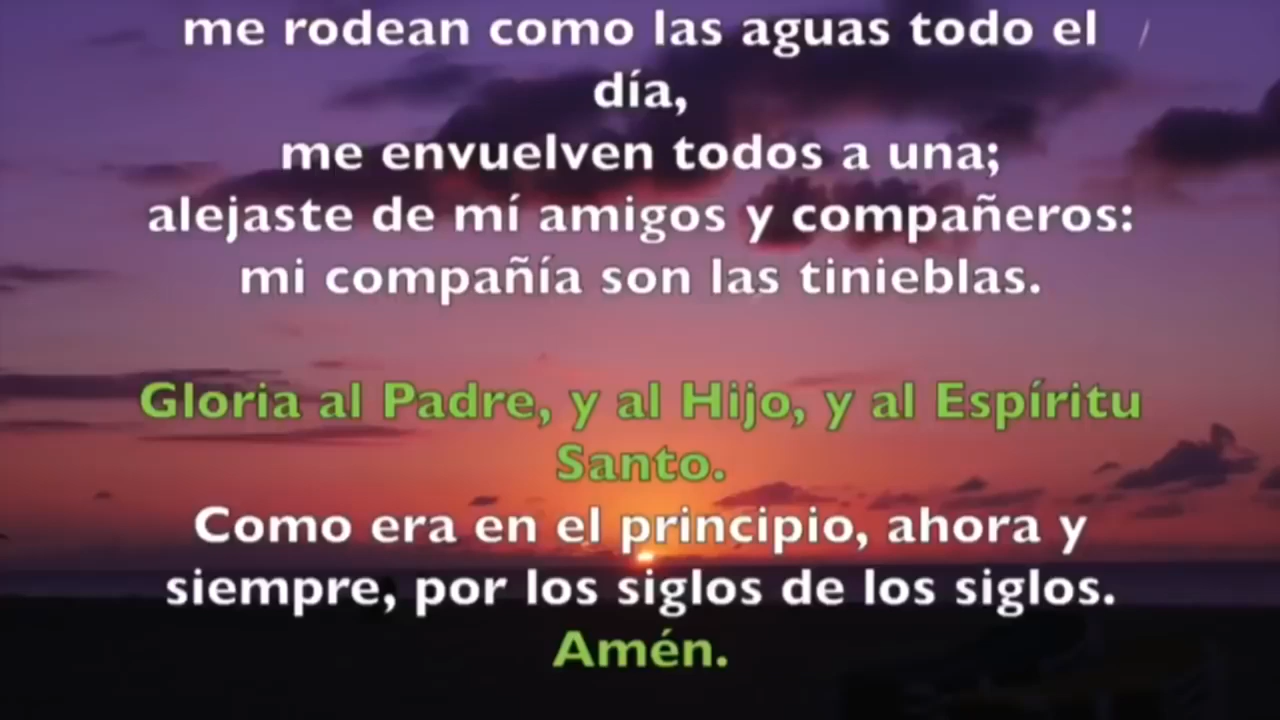 me rodean como las aguas todo el
día,
me envuelven todos a una;
alejaste de mí amigos y compañeros:
mi compañía son las tinieblas.
Gloria al Padre, y al Hijo, y al Espíritu
Santo.
Como era en el principio, ahora y
siempre, por los siglos de los siglos.
Amén.